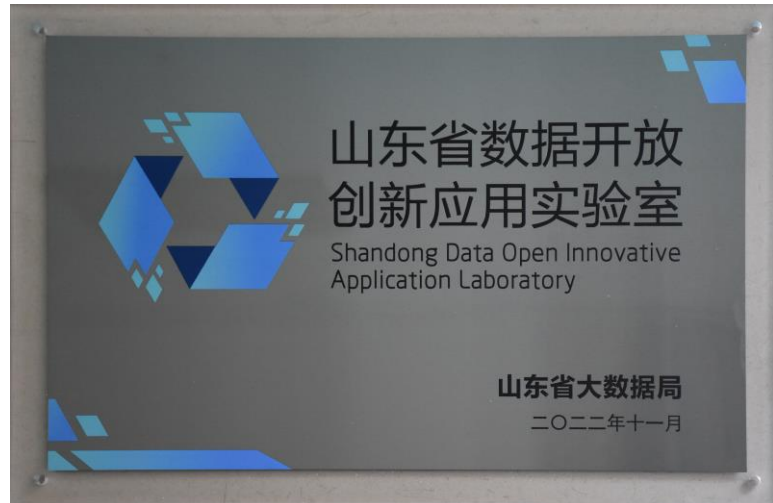 山东省数据开放
创新应用实验室
Shandong Data Open Innovative
Application Laboratory
山东省大数据局
二〇二二年十一月